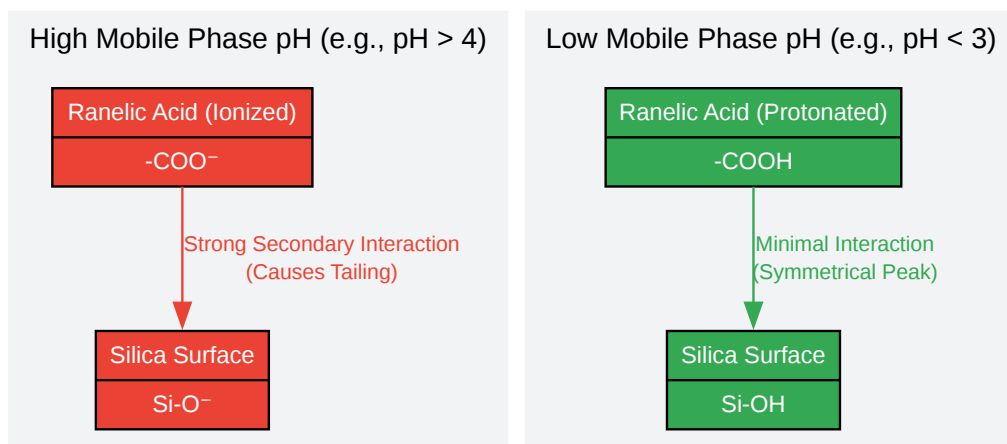 High Mobile Phase pH (e.g., pH > 4)
Ranelic Acid (Ionized)
-COO⁻
Strong Secondary Interaction
(Causes Tailing)
Silica Surface
Si-O⁻
Low Mobile Phase pH (e.g., pH < 3)
Ranelic Acid (Protonated)
-COOH
Minimal Interaction
(Symmetrical Peak)
Silica Surface
Si-OH